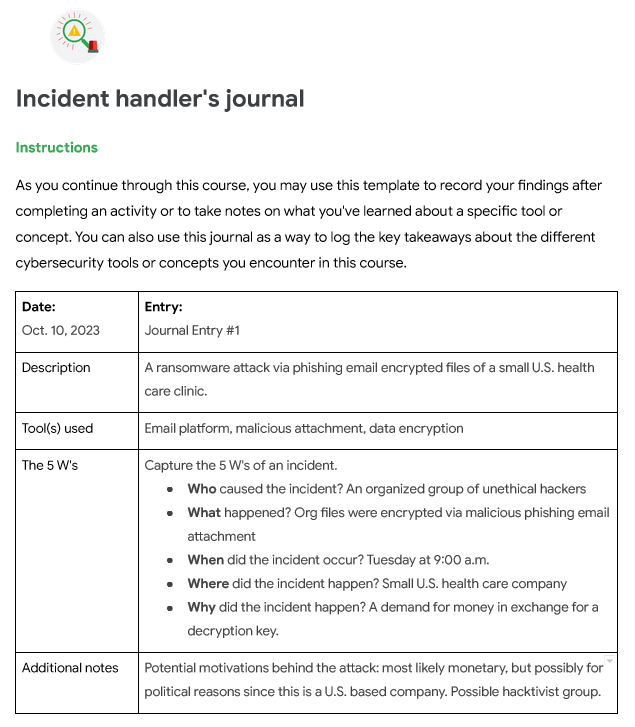 Incident handler's journal
Instructions
As you continue through this course, you may use this template to record your findings after
completing an activity or to take notes on what you've learned about a specific tool or
concept. You can also use this journal as a way to log the key takeaways about the different
cybersecurity tools or concepts you encounter in this course.
Date:
Oct. 10, 2023
Entry:
Journal Entry #1
Description
A ransomware attack via phishing email encrypted files of a small U.S. health
care clinic.
Tool(s) used
Email platform, malicious attachment, data encryption
The 5 W's
Capture the 5 W's of an incident.
● Who caused the incident? An organized group of unethical hackers
● What happened? Org files were encrypted via malicious phishing email
attachment
● When did the incident occur? Tuesday at 9:00 a.m.
● Where did the incident happen? Small U.S. health care company
● Why did the incident happen? A demand for money in exchange for a
decryption key.
Additional notes
Potential motivations behind the attack: most likely monetary, but possibly for
political reasons since this is a U.S. based company. Possible hacktivist group.